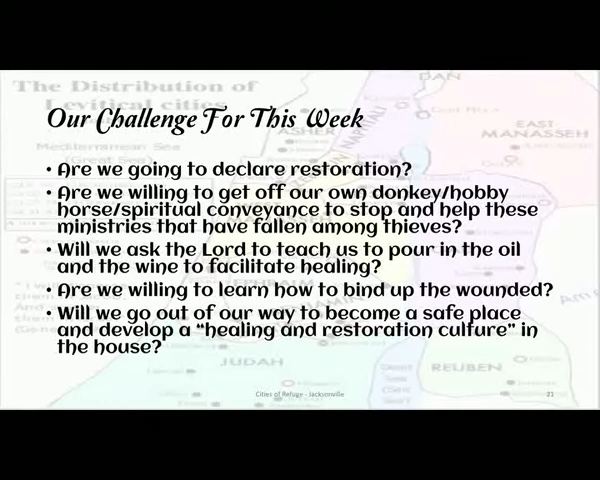 The Distribution of
Levitical cities
Our Challenge For This Week
DAN
EAST
MANASSEH
ASHER
NAPHTALI
Mediterranean Sea
(Great Sea)
• Are we going to declare restoration?
• Are we willing to get off our own donkey/hobby
horse/spiritual conveyance to stop and help these
ministries that have fallen among thieves?
• Will we ask the Lord to teach us to pour in the oil
and the wine to facilitate healing?
• Are we willing to learn how to bind up the wounded?
• Will we go out of our way to become a safe place
and develop a “healing and restoration culture” in
the house?
JUDAH
REUBEN
Cities of Refuge - Jacksonville
21